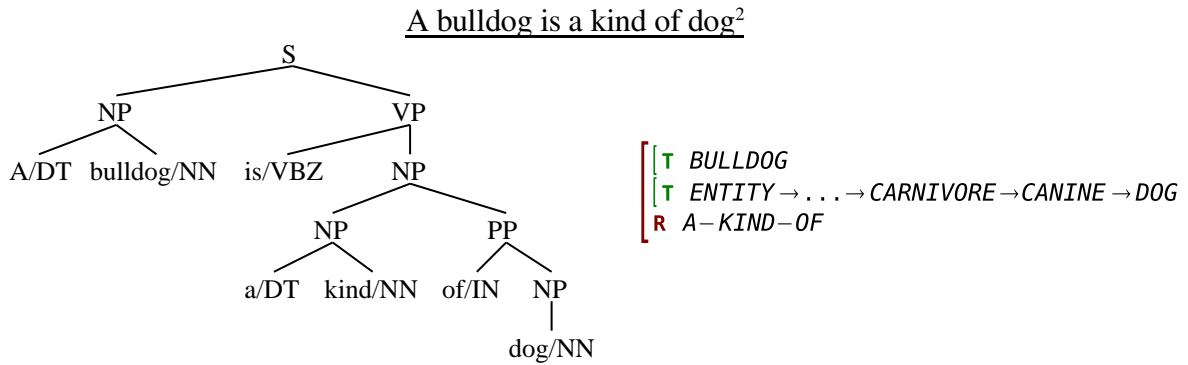 A bulldog is a kind of dog²
S
NP VP
A/DT bulldog/NN is/VBZ NP
NP PP
a/DT kind/NN of/IN NP
dog/NN
T BULLDOG
T ENTITY→...→CARNIVORE→CANINE→DOG
R A−KIND−OF